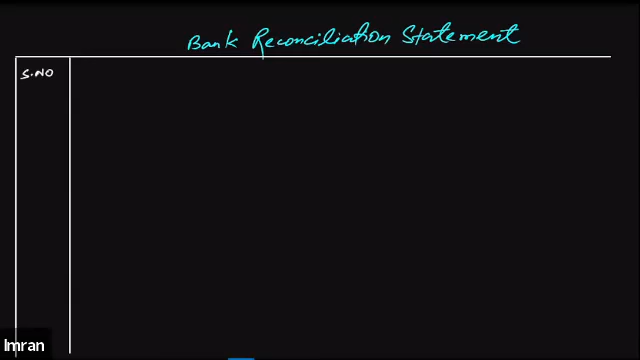 Bank Reconciliation Statement
S.NO
Imran